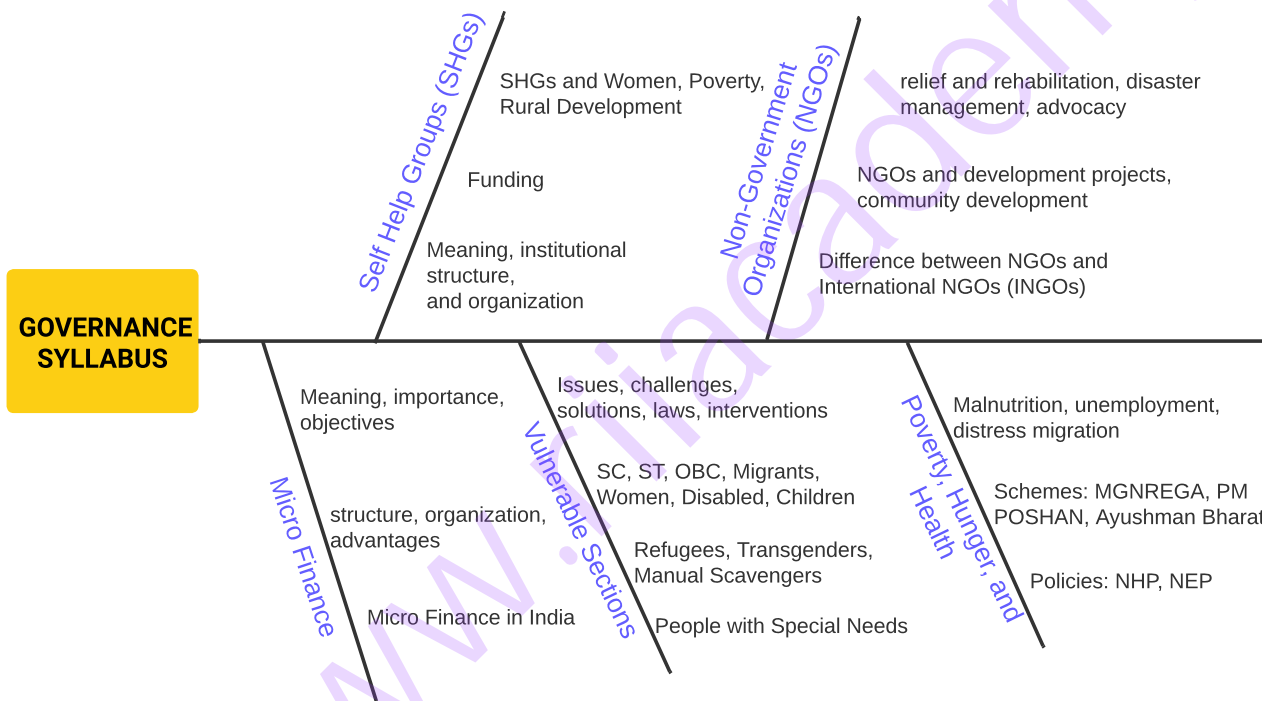 GOVERNANCE
SYLLABUS
Self Help Groups (SHGs)
SHGs and Women, Poverty,
Rural Development
Funding
Meaning, institutional
structure,
and organization
Non-Government
Organizations (NGOs)
relief and rehabilitation, disaster
management, advocacy
NGOs and development projects,
community development
Difference between NGOs and
International NGOs (INGOs)
Micro Finance
Meaning, importance,
objectives
structure, organization,
advantages
Micro Finance in India
Vulnerable Sections
Issues, challenges,
solutions, laws, interventions
SC, ST, OBC, Migrants,
Women, Disabled, Children
Refugees, Transgenders,
Manual Scavengers
People with Special Needs
Poverty, Hunger, and
Health
Malnutrition, unemployment,
distress migration
Schemes: MGNREGA, PM
POSHAN, Ayushman Bharat
Policies: NHP, NEP